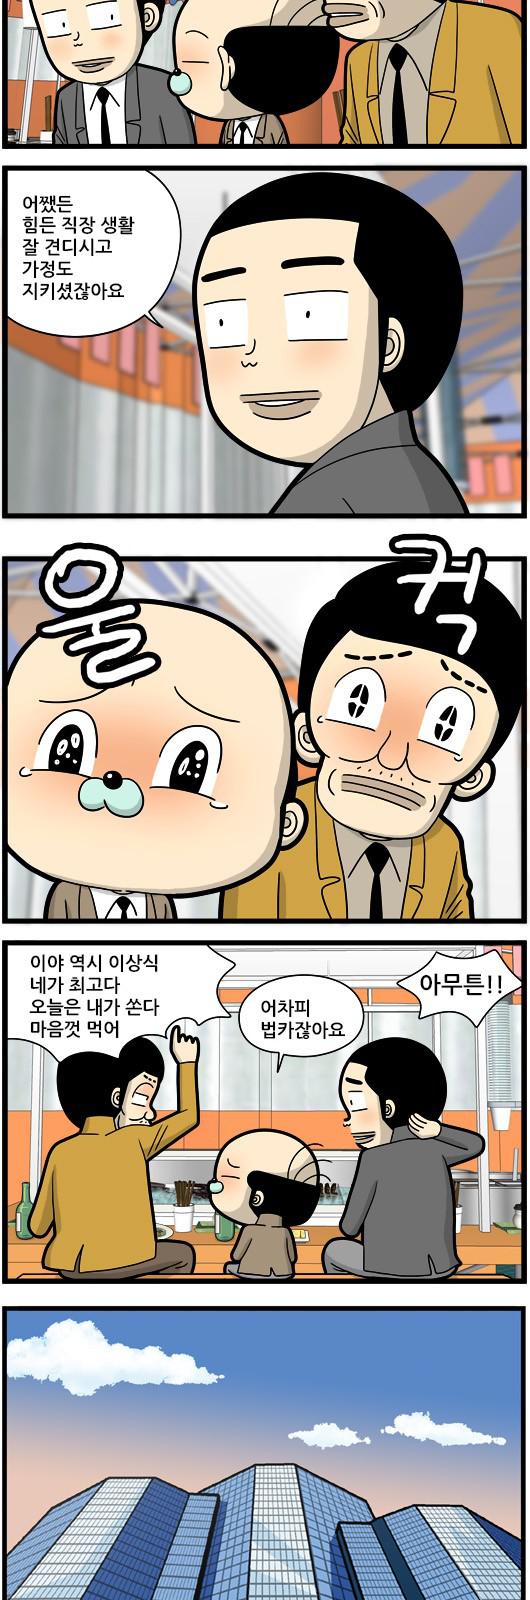 어쨌든
힘든 직장 생활
잘 견디시고
가정도
지키셨잖아요
울
컥
이야 역시 이상식
네가 최고다
오늘은 내가 쏜다
마음껏 먹어
어차피
법카잖아요
아무튼!!